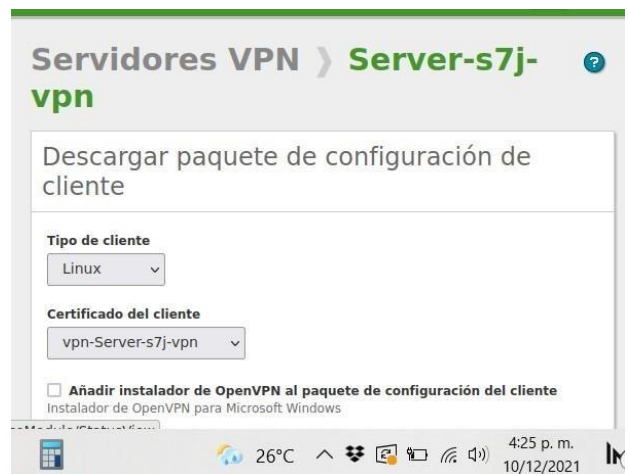 Servidores VPN ❭ Server-s7j-
vpn
Descargar paquete de configuración de
cliente
Tipo de cliente
Linux
Certificado del cliente
vpn-Server-s7j-vpn
Añadir instalador de OpenVPN al paquete de configuración del cliente
Instalador de OpenVPN para Microsoft Windows
26°C
4:25 p. m.
10/12/2021